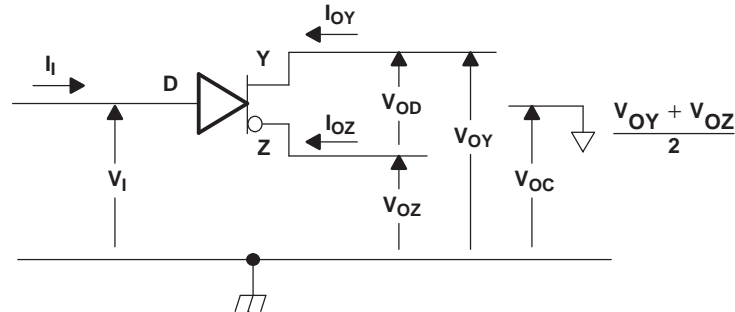 I_OY
I_I
D
Y
Z
I_OZ
V_OD
V_OY
V_OZ
V_I
V_OC
V_OY + V_OZ
2